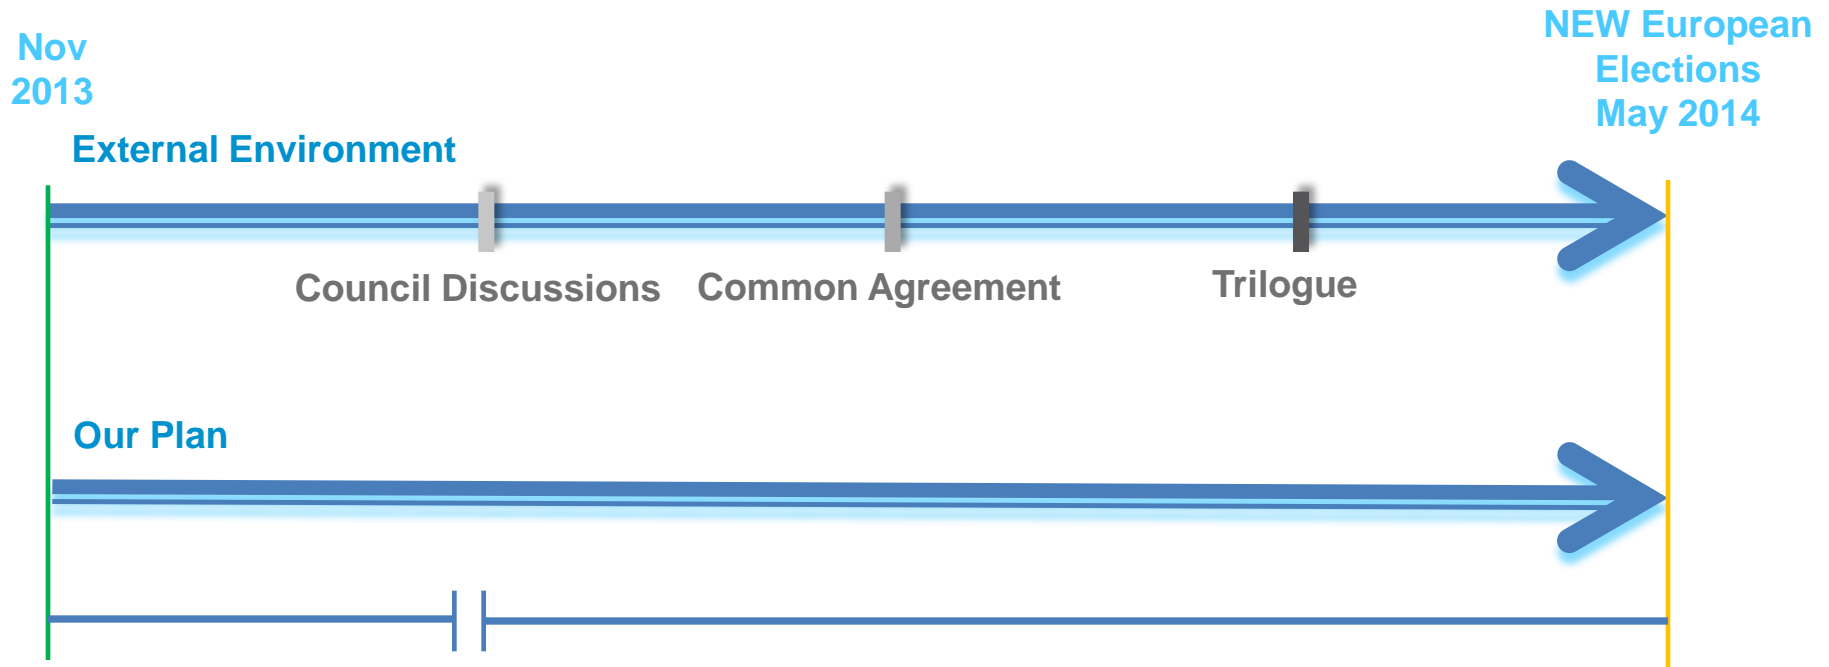 Nov
2013
NEW European
Elections
May 2014
External Environment
Council Discussions
Common Agreement
Trilogue
Our Plan